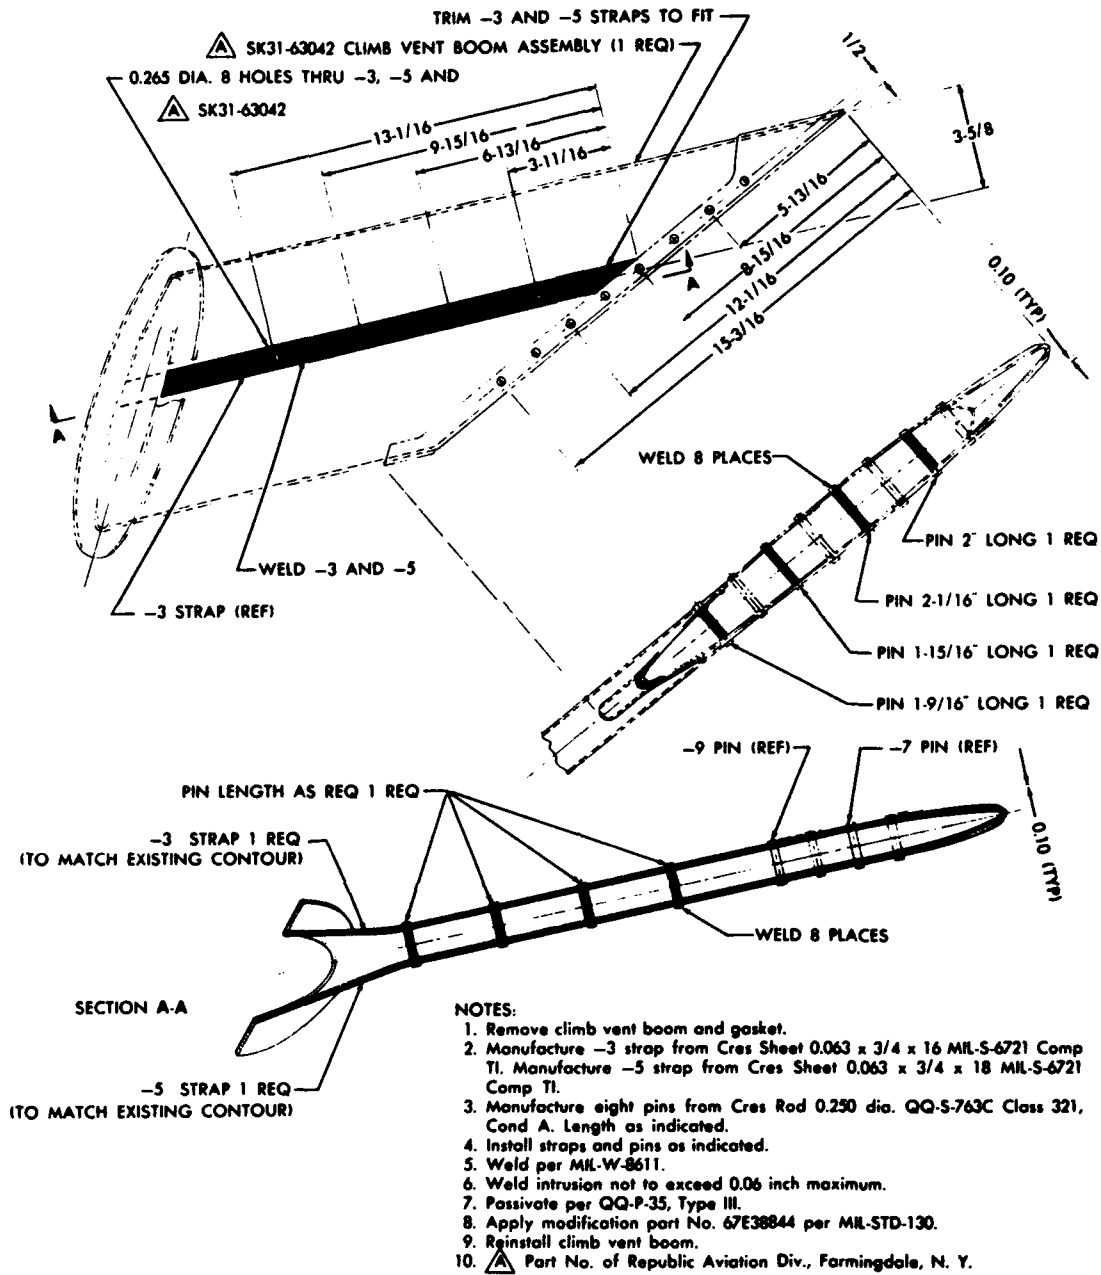 TRIM –3 AND –5 STRAPS TO FIT
A SK31-63042 CLIMB VENT BOOM ASSEMBLY (1 REQ)
0.265 DIA. 8 HOLES THRU –3, –5 AND
A SK31-63042
1/2
13-1/16
9-15/16
6-13/16
3-11/16
3-5/8
5-13/16
8-15/16
12-1/16
15-3/16
A
A
0.10 (TYP)
WELD 8 PLACES
PIN 2" LONG 1 REQ
WELD –3 AND –5
–3 STRAP (REF)
PIN 2-1/16" LONG 1 REQ
PIN 1-15/16" LONG 1 REQ
PIN 1-9/16" LONG 1 REQ
–9 PIN (REF)
–7 PIN (REF)
PIN LENGTH AS REQ 1 REQ
–3 STRAP 1 REQ
(TO MATCH EXISTING CONTOUR)
0.10 (TYP)
WELD 8 PLACES
SECTION A-A
–5 STRAP 1 REQ
(TO MATCH EXISTING CONTOUR)
NOTES:
1. Remove climb vent boom and gasket.
2. Manufacture –3 strap from Cres Sheet 0.063 x 3/4 x 16 MIL-S-6721 Comp
TI. Manufacture –5 strap from Cres Sheet 0.063 x 3/4 x 18 MIL-S-6721
Comp TI.
3. Manufacture eight pins from Cres Rod 0.250 dia. QQ-S-763C Class 321,
Cond A. Length as indicated.
4. Install straps and pins as indicated.
5. Weld per MIL-W-8611.
6. Weld intrusion not to exceed 0.06 inch maximum.
7. Passivate per QQ-P-35, Type III.
8. Apply modification part No. 67E38844 per MIL-STD-130.
9. Reinstall climb vent boom.
10. A Part No. of Republic Aviation Div., Farmingdale, N. Y.